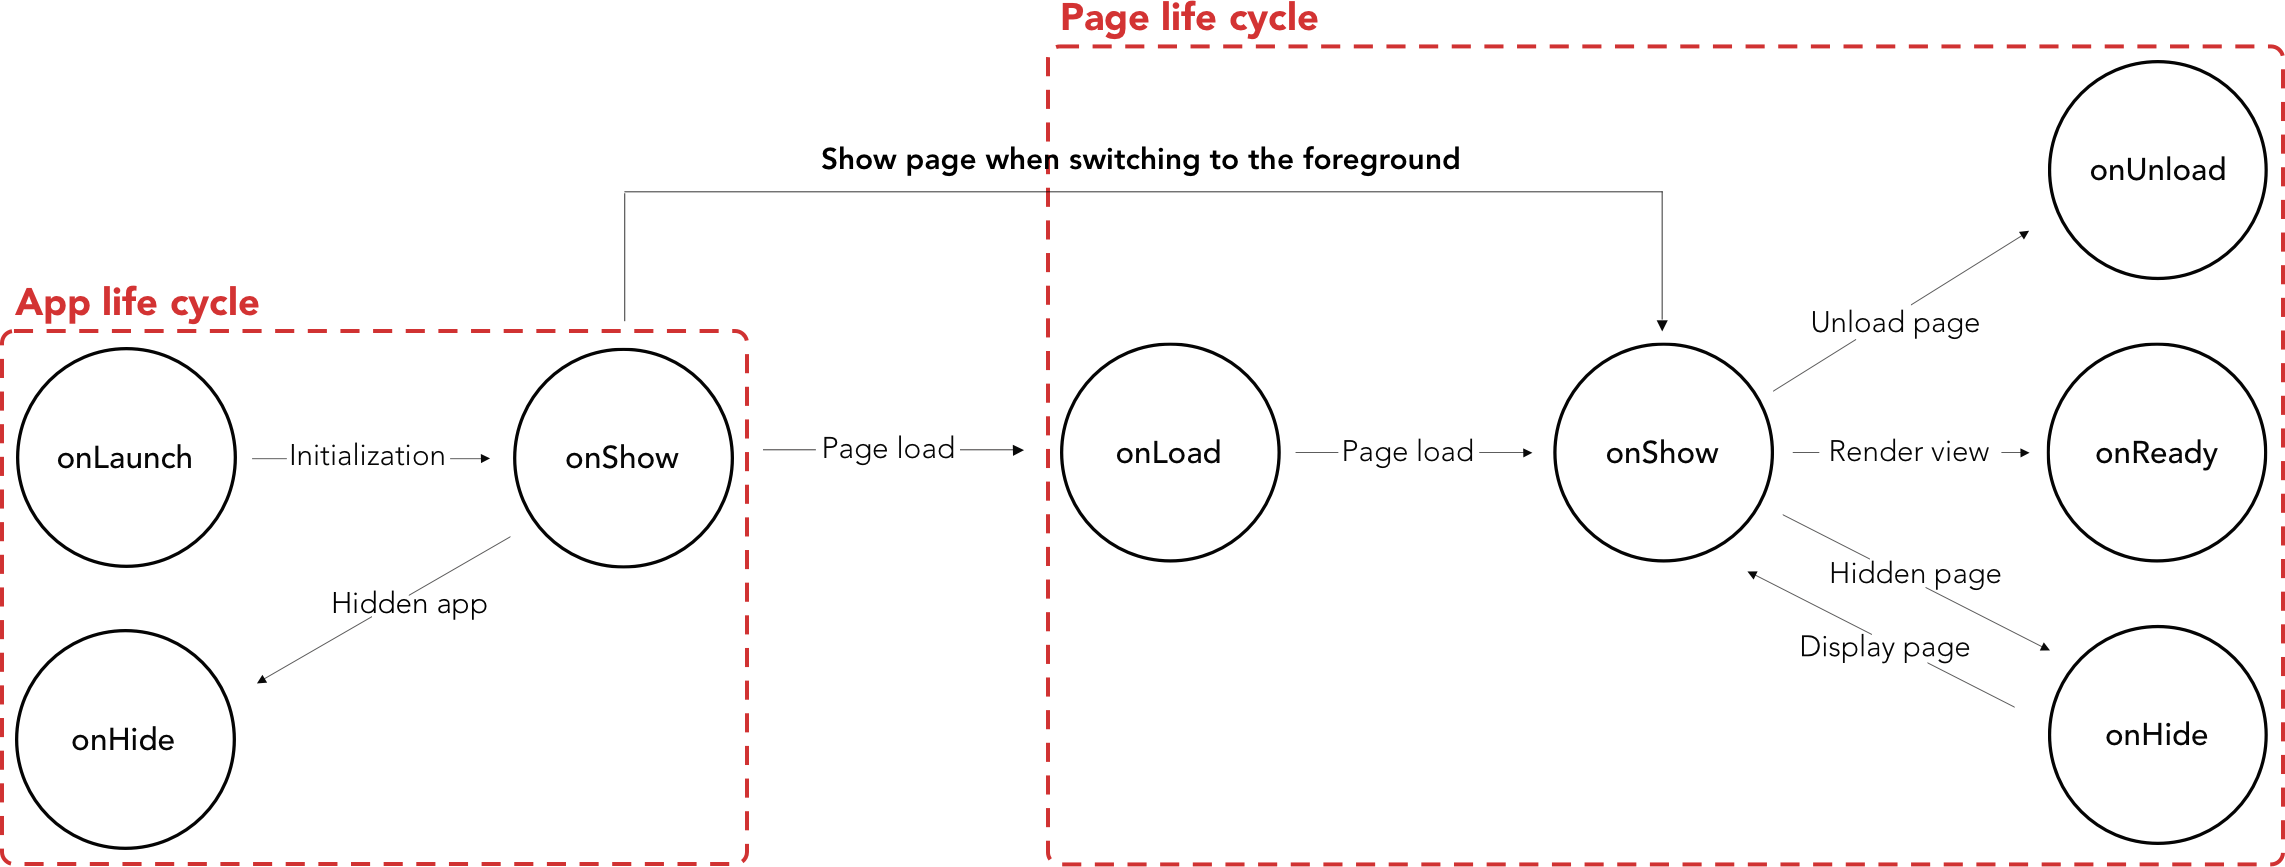 Page life cycle
Show page when switching to the foreground
onUnload
App life cycle
Unload page
onLaunch
Initialization
onShow
Page load
onLoad
Page load
onShow
Render view
onReady
Hidden app
Hidden page
Display page
onHide
onHide